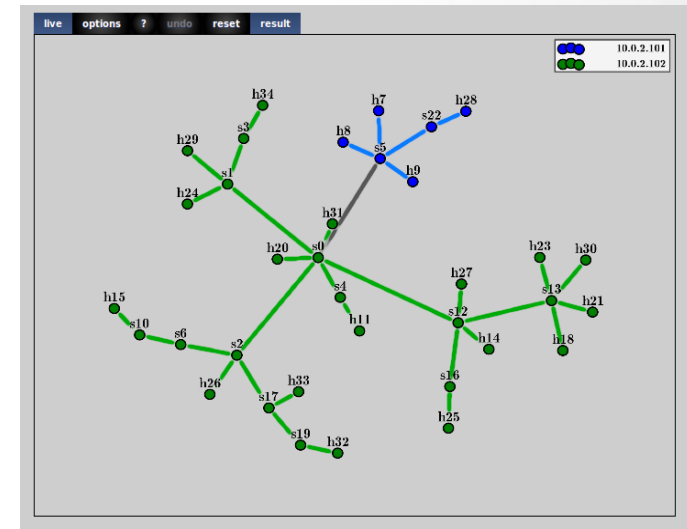 live options ? undo reset result
10.0.2.101
10.0.2.102
h34
h7
h28
s22
s3
h8
h29
s5
h9
s1
h24
h31
h20
s0
h23
h30
h27
s4
s13
h15
h21
s12
h11
s10
s6
h14
h18
s2
s16
h26
h33
s17
h25
s19
h32